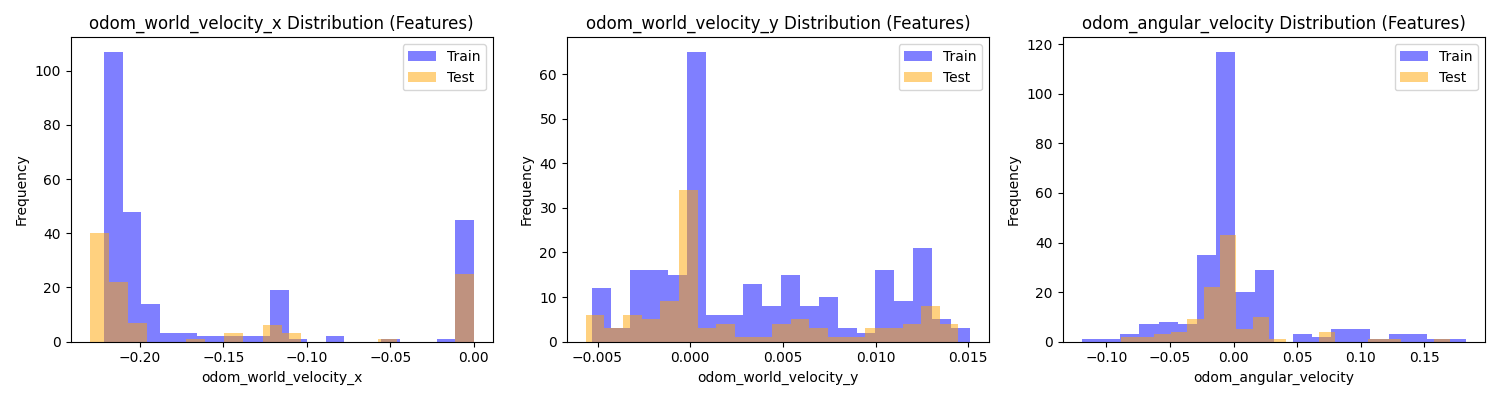 odom_world_velocity_x Distribution (Features)
Train
Test
100
80
60
40
20
0
Frequency
−0.20
−0.15
−0.10
−0.05
0.00
odom_world_velocity_x
odom_world_velocity_y Distribution (Features)
Train
Test
60
50
40
30
20
10
0
Frequency
−0.005
0.000
0.005
0.010
0.015
odom_world_velocity_y
odom_angular_velocity Distribution (Features)
Train
Test
120
100
80
60
40
20
0
Frequency
−0.10
−0.05
0.00
0.05
0.10
0.15
odom_angular_velocity